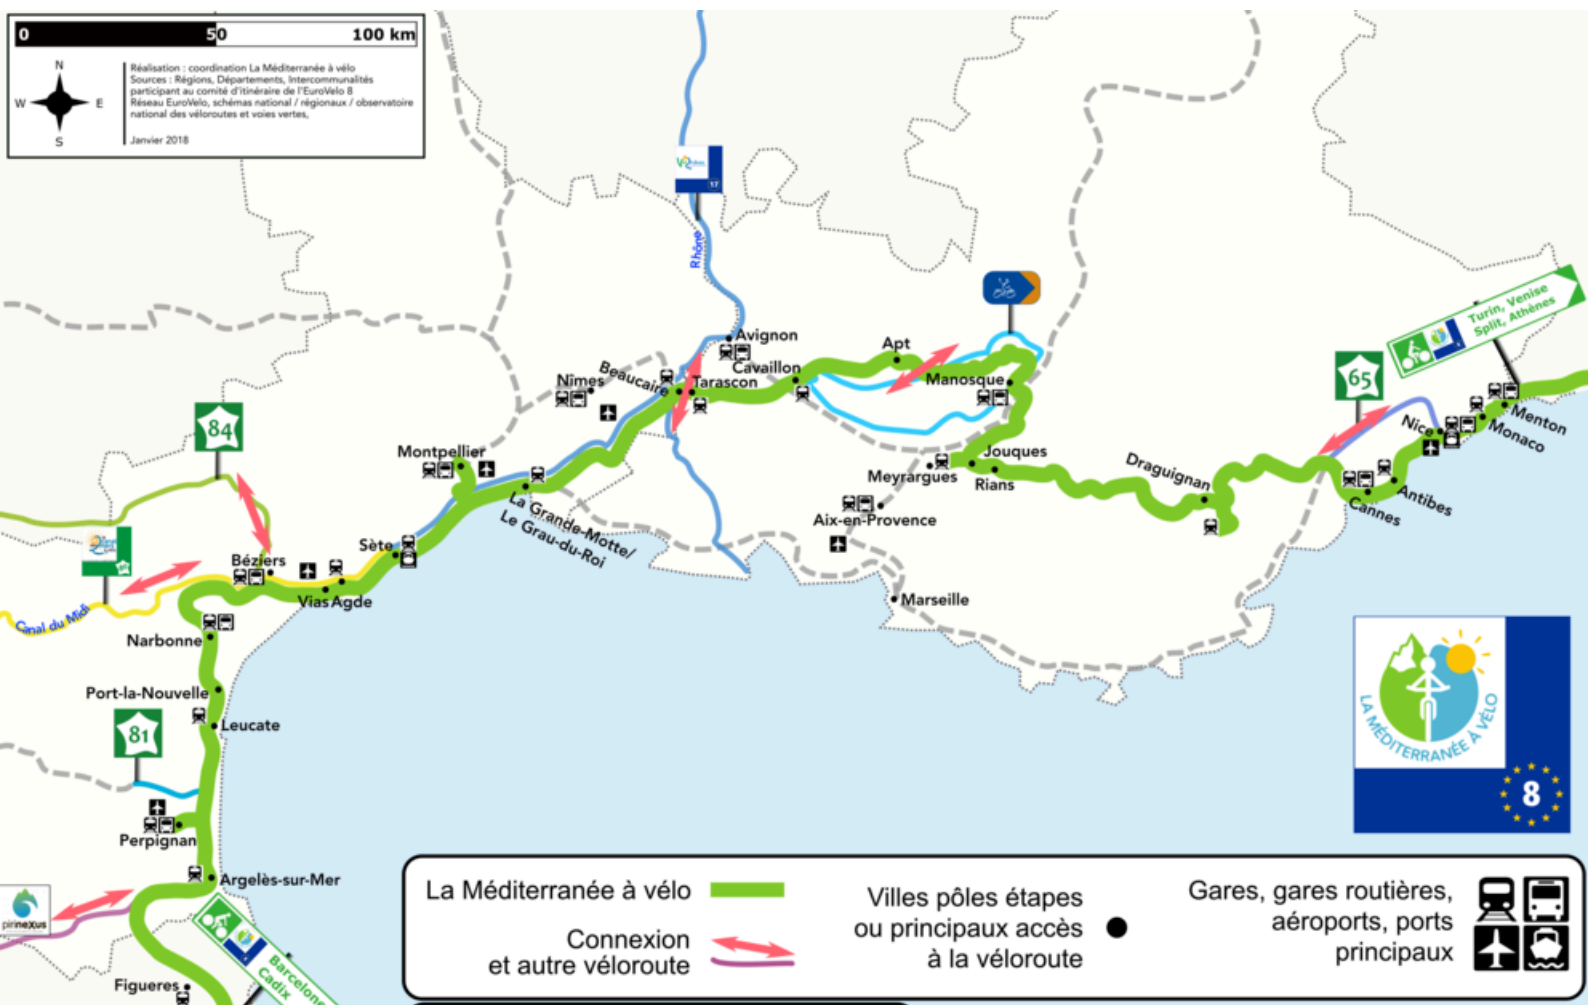 0 50 100 km
N
W E
S
Réalisation : coordination La Méditerranée à vélo
Sources : Régions, Départements, Intercommunalités
participant au comité d'itinéraire de l'EuroVelo 8
Réseau EuroVelo, schémas national / régionaux / observatoire
national des véloroutes et voies vertes,
Janvier 2018
17
Rhône
Turin, Venise
Split, Athènes
Avignon
Apt
Cavaillon
Beaucaire
Tarascon
Nîmes
Manosque
65
84
Menton
Monaco
Nice
Montpellier
Jouques
Meyrargues
Rians
Draguignan
Antibes
Cannes
La Grande-Motte/
Le Grau-du-Roi
Aix-en-Provence
Sète
Béziers
Vias
Agde
Marseille
Canal du Midi
Narbonne
Port-la-Nouvelle
Leucate
81
LA MÉDITERRANÉE À VÉLO
8
Perpignan
Argelès-sur-Mer
pirinexus
Barcelone
Cadix
Figueres
La Méditerranée à vélo
Connexion
et autre véloroute
Villes pôles étapes
ou principaux accès
à la véloroute
Gares, gares routières,
aéroports, ports
principaux